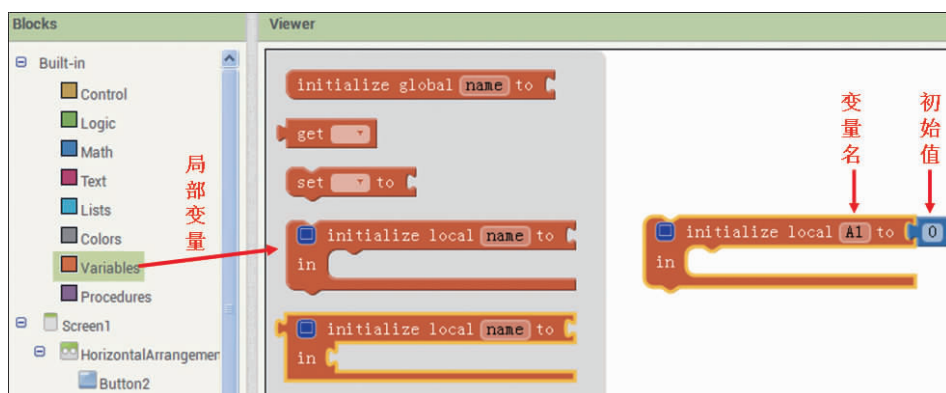 Blocks
Viewer
Built-in
Control
Logic
Math
Text
Lists
Colors
Variables
Procedures
Screen1
HorizontalArrangemen
Button2
局部变量
initialize global name to
get
set to
initialize local name to
in
initialize local name to
in
变量名
初始值
initialize local A1 to 0
in